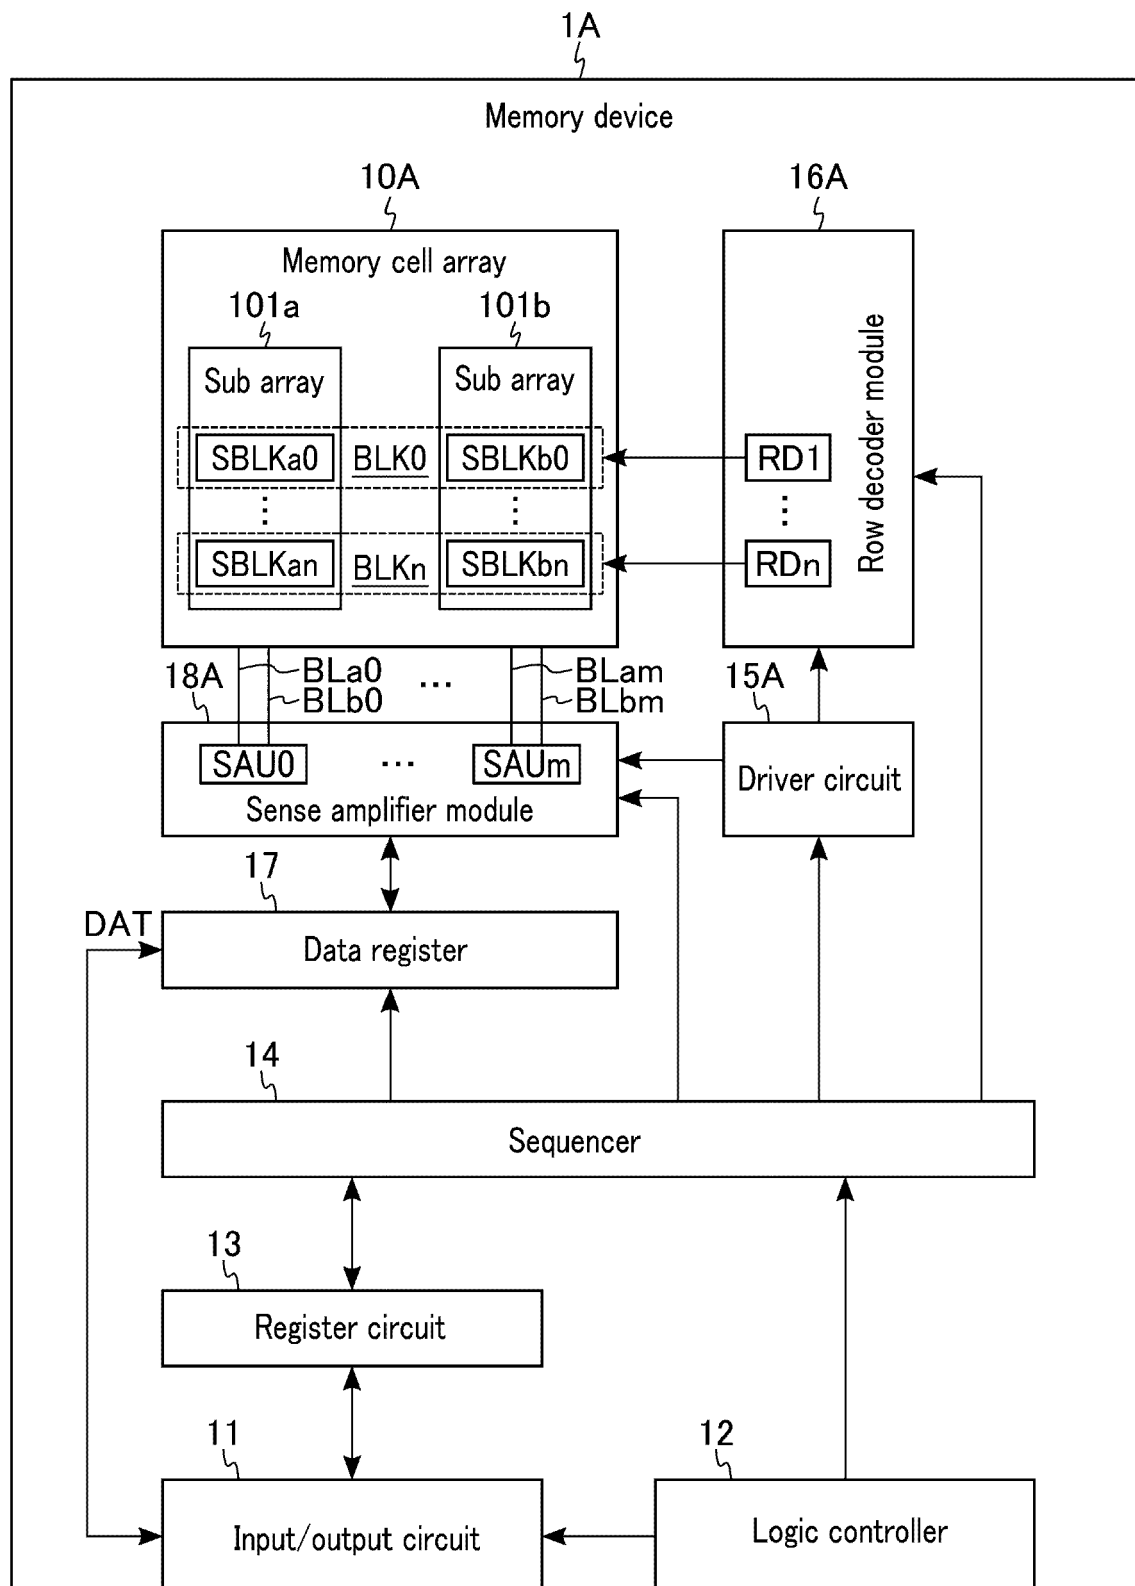 1A
Memory device
10A
16A
Memory cell array
101a
101b
Sub array
Sub array
Row decoder module
SBLKa0
BLK0
SBLKb0
RD1
⋮
⋮
⋮
SBLKan
BLKn
SBLKbn
RDn
18A
BLa0
BLb0
...
BLam
BLbm
15A
SAU0
...
SAUm
Sense amplifier module
Driver circuit
17
DAT
Data register
14
Sequencer
13
Register circuit
11
12
Input/output circuit
Logic controller